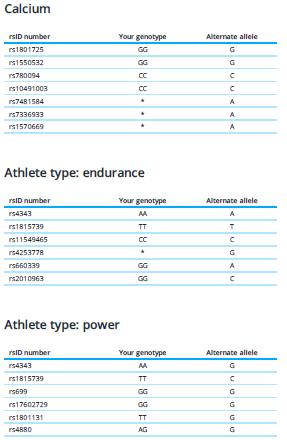 Calcium
rsID number Your genotype Alternate allele
rs1801725 GG G
rs1550532 GG G
rs780094 CC C
rs10491003 CC C
rs7481584 * A
rs7336933 * A
rs1570669 * A
Athlete type: endurance
rsID number Your genotype Alternate allele
rs4343 AA A
rs1815739 TT T
rs11549465 CC C
rs4253778 * G
rs660339 GG A
rs2010963 GG C
Athlete type: power
rsID number Your genotype Alternate allele
rs4343 AA G
rs1815739 TT C
rs699 GG G
rs17602729 GG G
rs1801131 TT G
rs4880 AG G